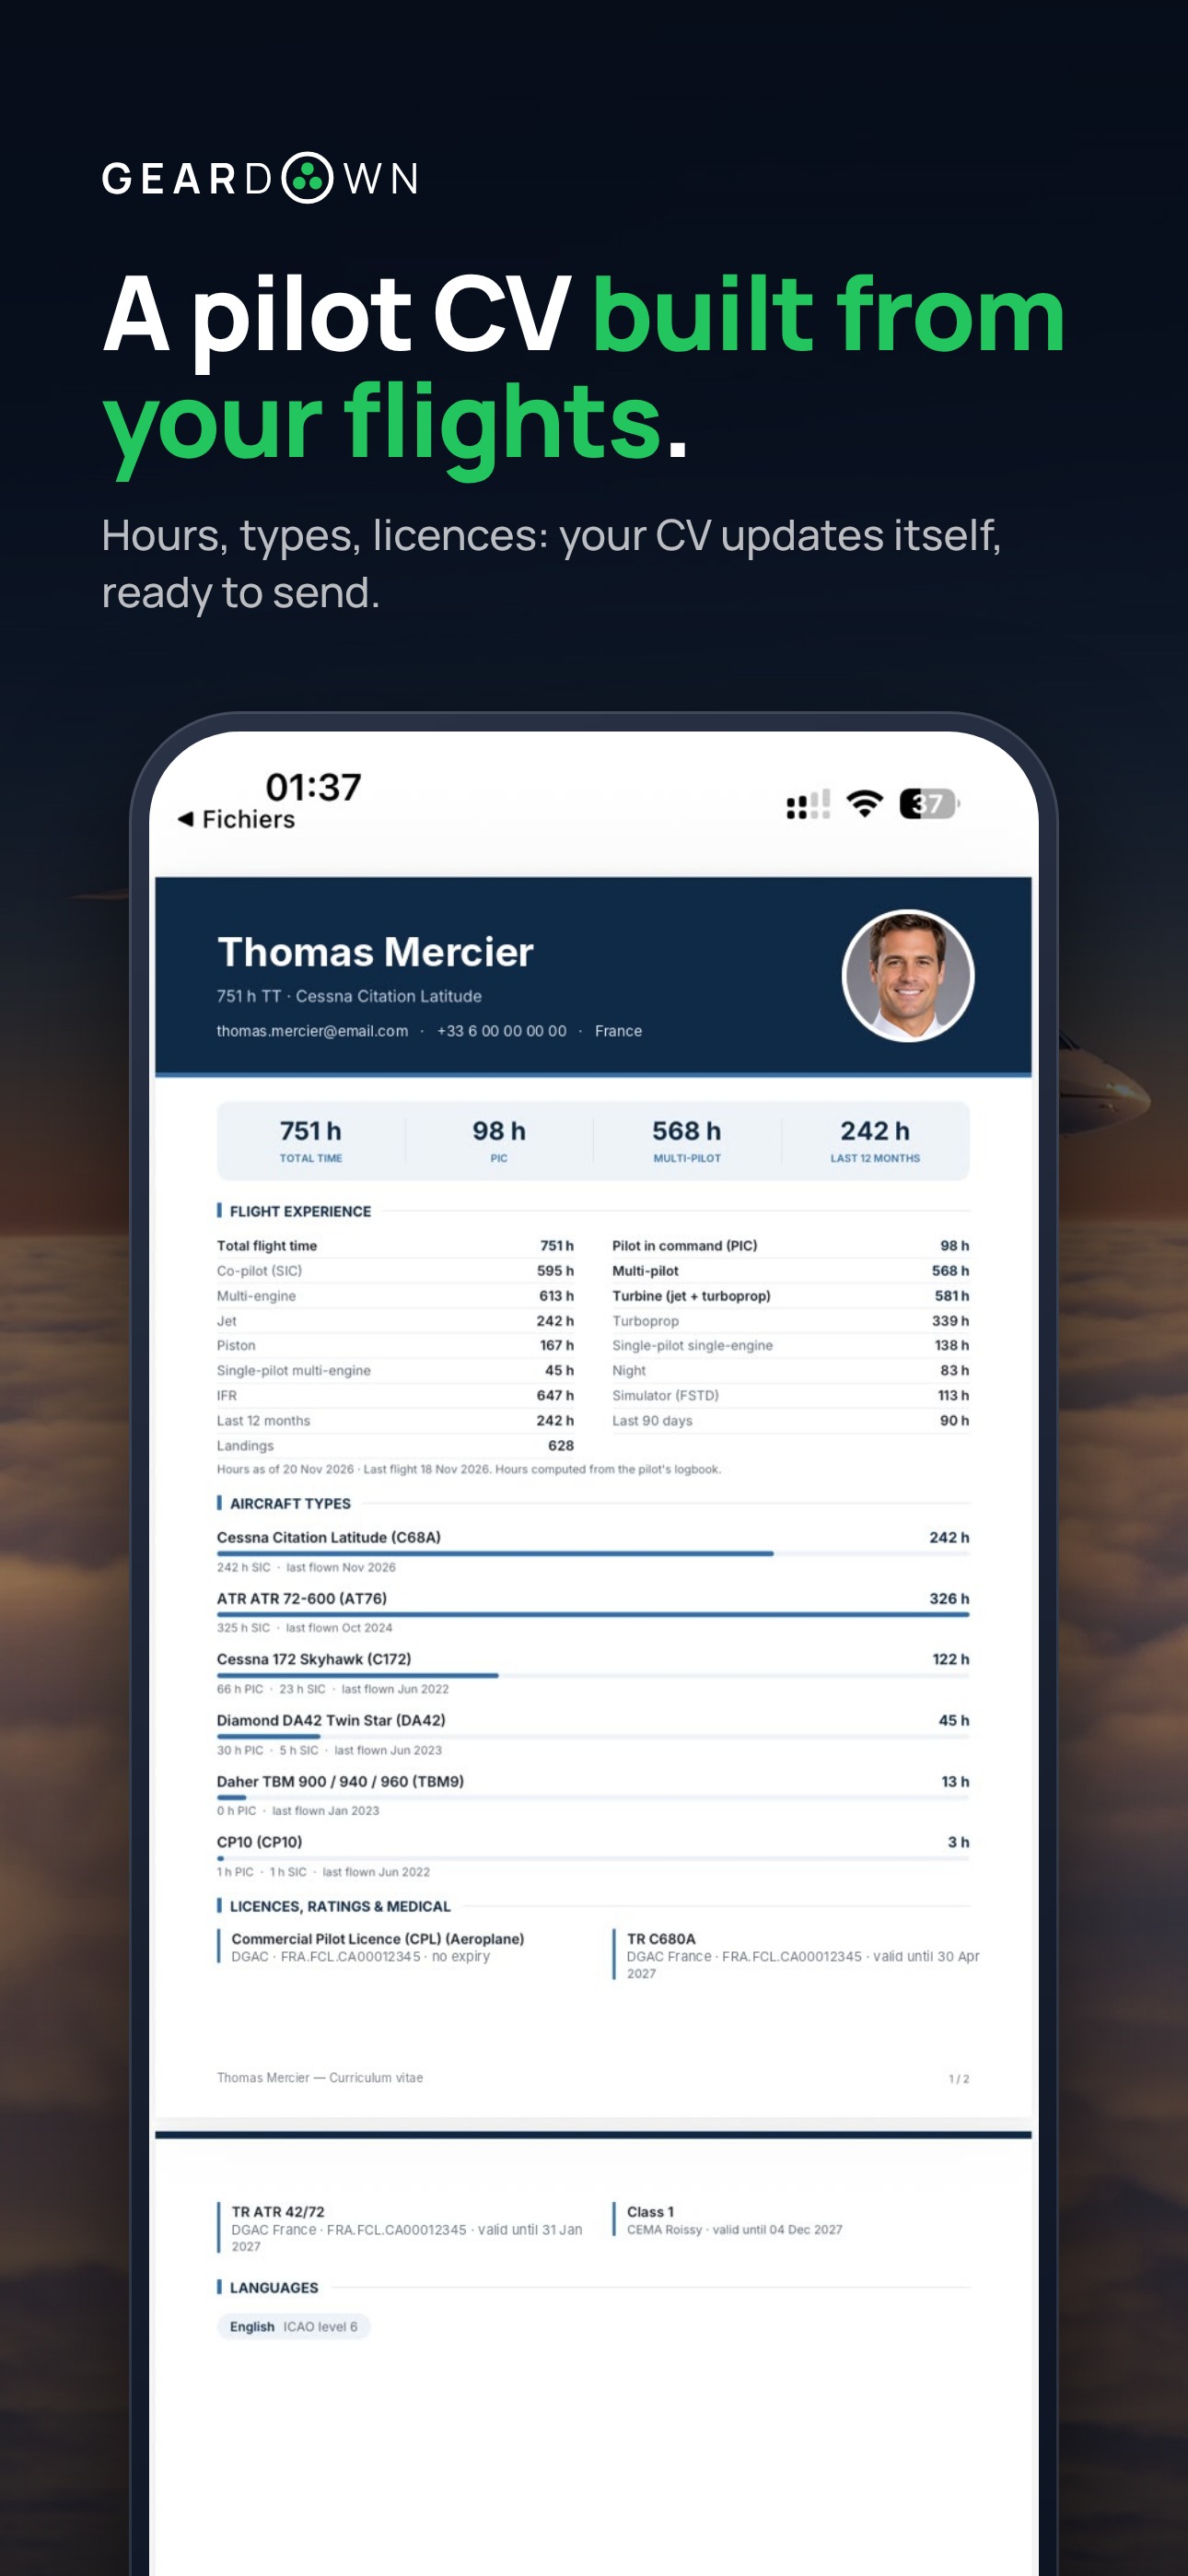 GEARDOWN
A pilot CV built from
your flights.
Hours, types, licences: your CV updates itself,
ready to send.
01:37
◀ Fichiers
37
Thomas Mercier
751 h TT · Cessna Citation Latitude
thomas.mercier@email.com · +33 6 00 00 00 00 · France
751 h 98 h 568 h 242 h
TOTAL TIME PIC MULTI-PILOT LAST 12 MONTHS
FLIGHT EXPERIENCE
Total flight time 751 h Pilot in command (PIC) 98 h
Co-pilot (SIC) 595 h Multi-pilot 568 h
Multi-engine 613 h Turbine (jet + turboprop) 581 h
Jet 242 h Turboprop 339 h
Piston 167 h Single-pilot single-engine 138 h
Single-pilot multi-engine 45 h Night 83 h
IFR 647 h Simulator (FSTD) 113 h
Last 12 months 242 h Last 90 days 90 h
Landings 628
Hours as of 20 Nov 2026 · Last flight 18 Nov 2026. Hours computed from the pilot's logbook.
AIRCRAFT TYPES
Cessna Citation Latitude (C68A) 242 h
242 h SIC · last flown Nov 2026
ATR ATR 72-600 (AT76) 326 h
325 h SIC · last flown Oct 2024
Cessna 172 Skyhawk (C172) 122 h
66 h PIC · 23 h SIC · last flown Jun 2022
Diamond DA42 Twin Star (DA42) 45 h
30 h PIC · 5 h SIC · last flown Jun 2023
Daher TBM 900 / 940 / 960 (TBM9) 13 h
0 h PIC · last flown Jan 2023
CP10 (CP10) 3 h
1 h PIC · 1 h SIC · last flown Jun 2022
LICENCES, RATINGS & MEDICAL
Commercial Pilot Licence (CPL) (Aeroplane) TR C680A
DGAC · FRA.FCL.CA00012345 · no expiry DGAC France · FRA.FCL.CA00012345 · valid until 30 Apr
2027
Thomas Mercier — Curriculum vitae 1 / 2
TR ATR 42/72 Class 1
DGAC France · FRA.FCL.CA00012345 · valid until 31 Jan CEMA Roissy · valid until 04 Dec 2027
2027
LANGUAGES
English ICAO level 6